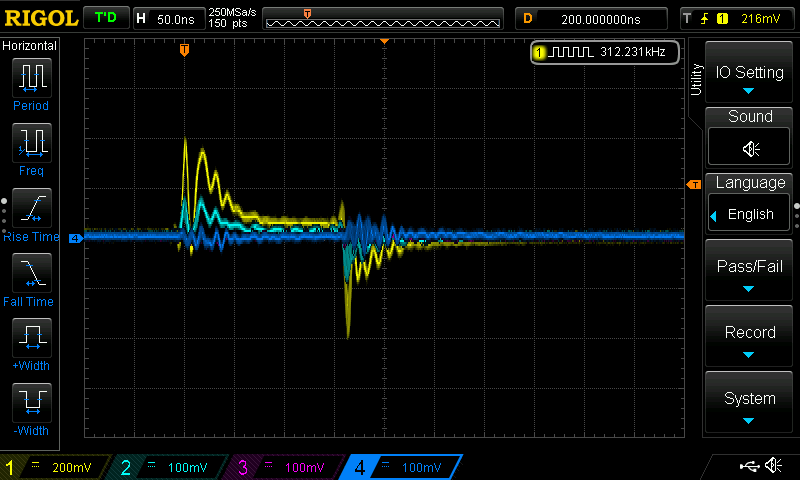 RIGOL T'D H 50.0ns 250MSa/s 150 pts T D 200.000000ns T 1 216mV
Horizontal
Period
Freq
Rise Time
Fall Time
+Width
-Width
T
1 312.231kHz
T
4
Utility
IO Setting
Sound
Language
English
Pass/Fail
Record
System
1 200mV 2 100mV 3 100mV 4 100mV